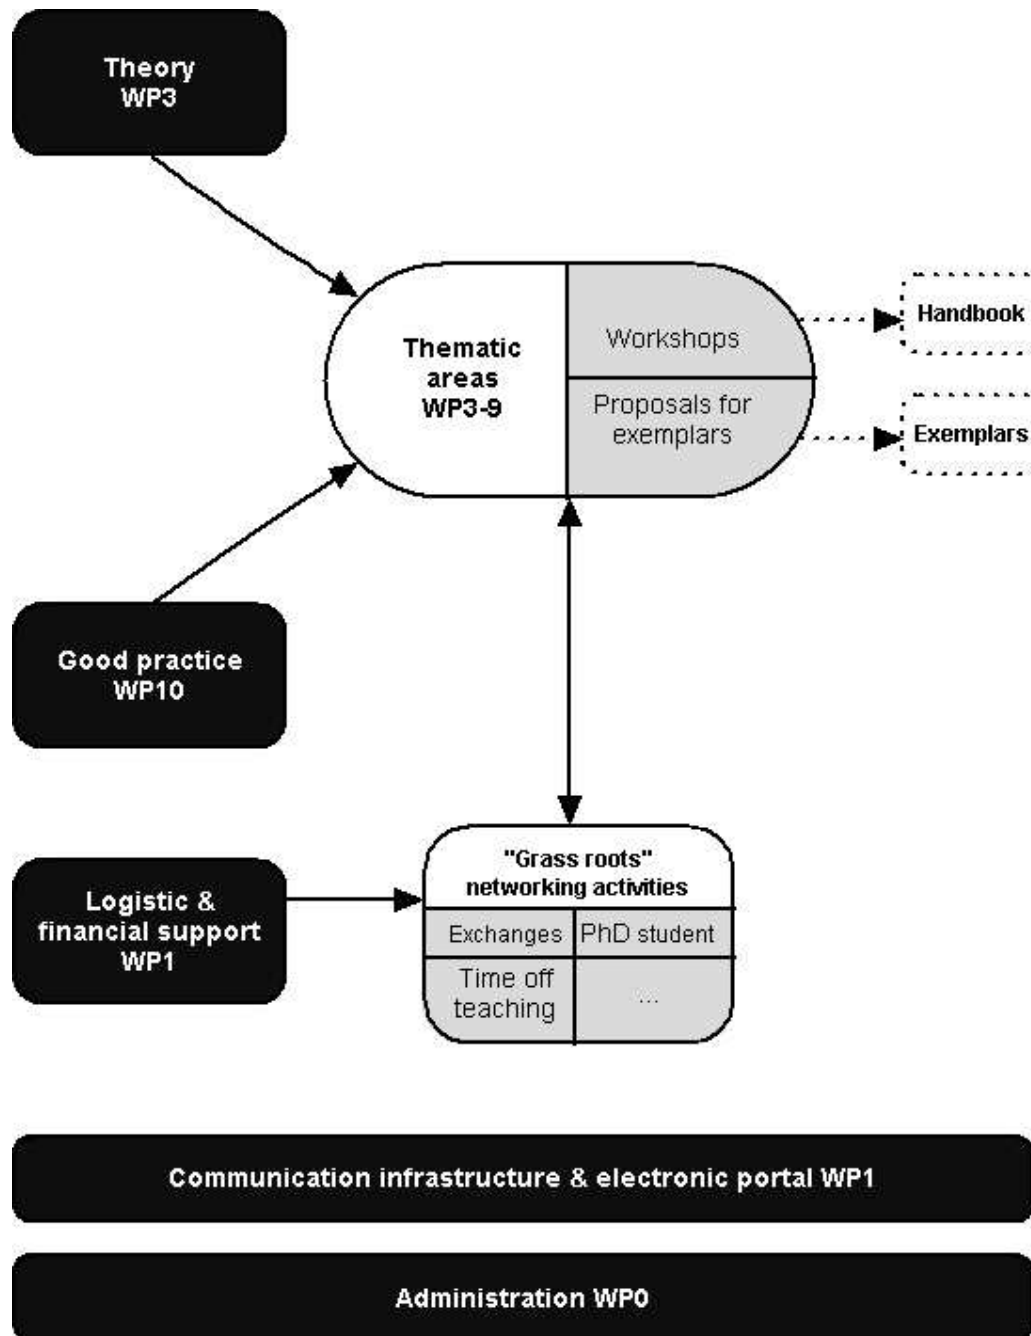 Theory
WP3
Thematic
areas
WP3-9
Workshops
Proposals for
exemplars
Handbook
Exemplars
Good practice
WP10
Logistic &
financial support
WP1
"Grass roots"
networking activities
Exchanges
PhD student
Time off
teaching
...
Communication infrastructure & electronic portal WP1
Administration WP0